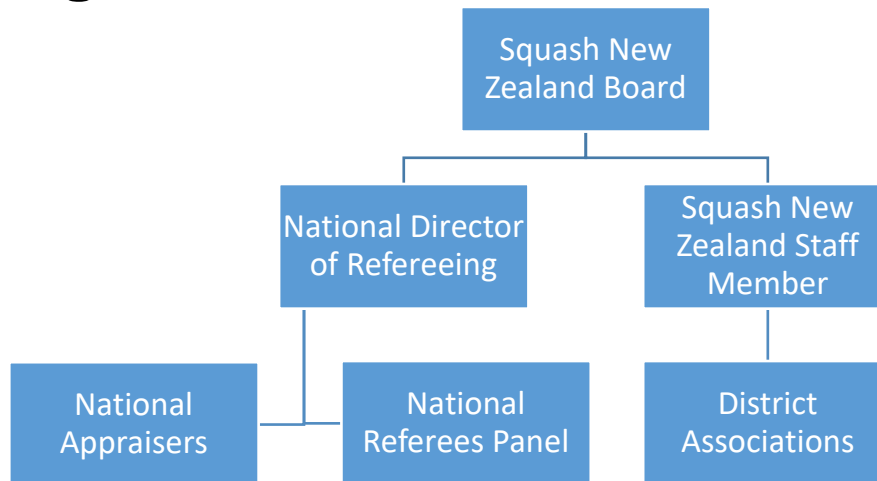 Squash New
Zealand Board
National Director
of Refereeing
Squash New
Zealand Staff
Member
National
Appraisers
National
Referees Panel
District
Associations